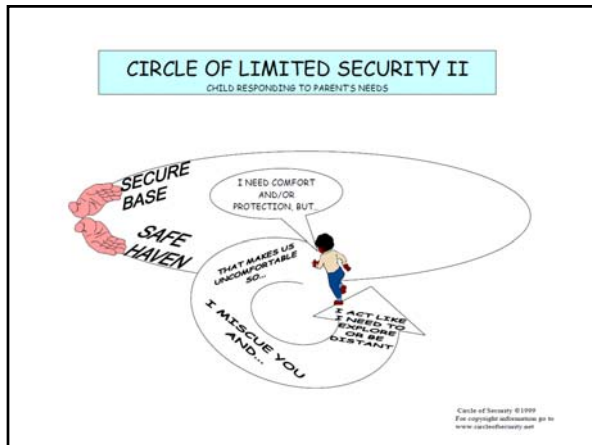 CIRCLE OF LIMITED SECURITY II
CHILD RESPONDING TO PARENT'S NEEDS
SECURE
BASE
SAFE
HAVEN
I NEED COMFORT
AND/OR
PROTECTION, BUT..
THAT MAKES US
UNCOMFORTABLE
SO...
I MISCUE YOU
AND...
I ACT LIKE
I NEED TO
EXPLORE
OR BE
DISTANT
Circle of Security ©1999
For copyright information go to
www.circleofsecurity.net